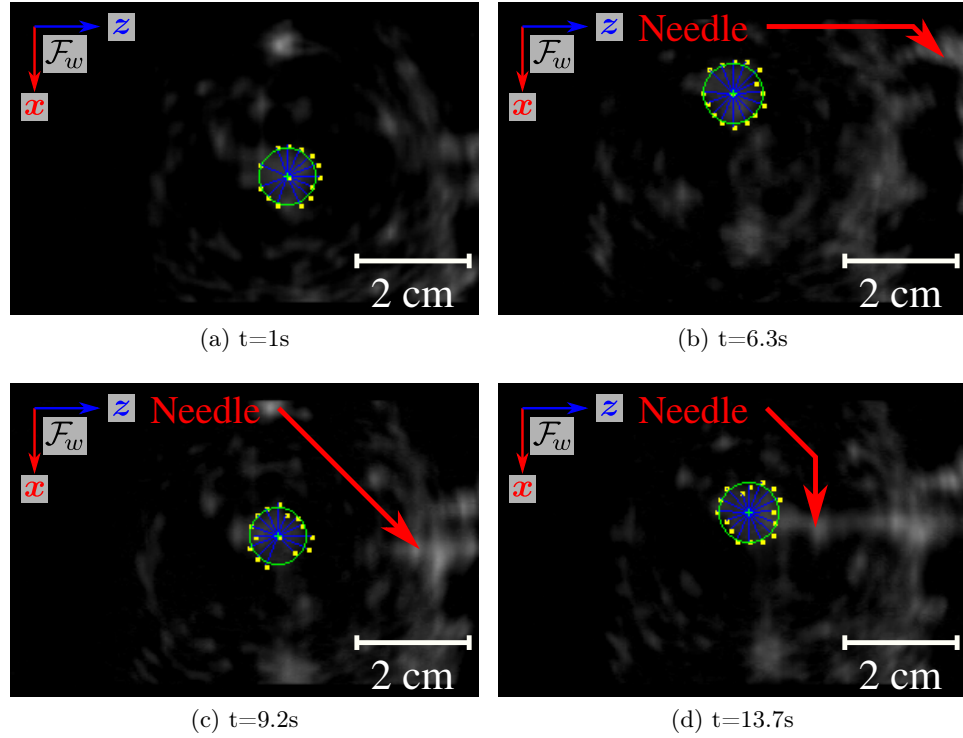 z
F_w
x
2 cm
(a) t=1s
z
Needle
F_w
x
2 cm
(b) t=6.3s
z
Needle
F_w
x
2 cm
(c) t=9.2s
z
Needle
F_w
x
2 cm
(d) t=13.7s